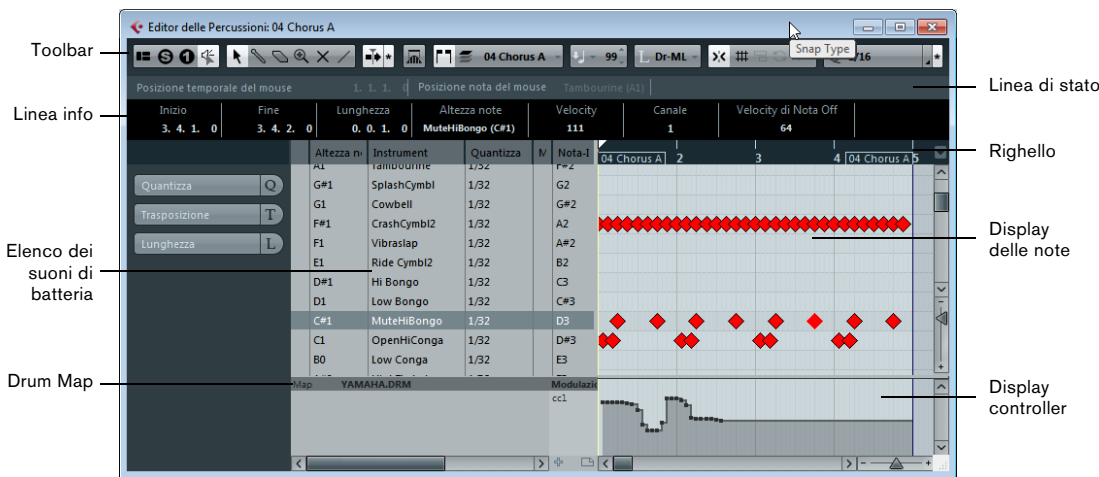 Editor delle Percussioni: 04 Chorus A
Toolbar
04 Chorus A
99
Dr-ML
1/16
Snap Type
Posizione temporale del mouse 1. 1. 1. 0 Posizione nota del mouse Tambourine (A1)
Linea di stato
Linea info
Inizio Fine Lunghezza Altezza note Velocity Canale Velocity di Nota Off
3. 4. 1. 0 3. 4. 2. 0 0. 0. 1. 0 MuteHiBongo (C#1) 111 1 64
Altezza n Instrument Quantizza M Nota-I
04 Chorus A 2 3 4 04 Chorus A 5
Righello
A1 Tambourine 1/32 F#2
Quantizza Q
G#1 SplashCymbl 1/32 G2
G1 Cowbell 1/32 G#2
Trasposizione T
F#1 CrashCymbl2 1/32 A2
Display
delle note
Lunghezza L
F1 Vibraslap 1/32 A#2
E1 Ride Cymbl2 1/32 B2
Elenco dei
suoni di
batteria
D#1 Hi Bongo 1/32 C3
D1 Low Bongo 1/32 C#3
C#1 MuteHiBongo 1/32 D3
C1 OpenHiConga 1/32 D#3
B0 Low Conga 1/32 E3
Drum Map
Map YAMAHA.DRM Modulazio
cc1
Display
controller